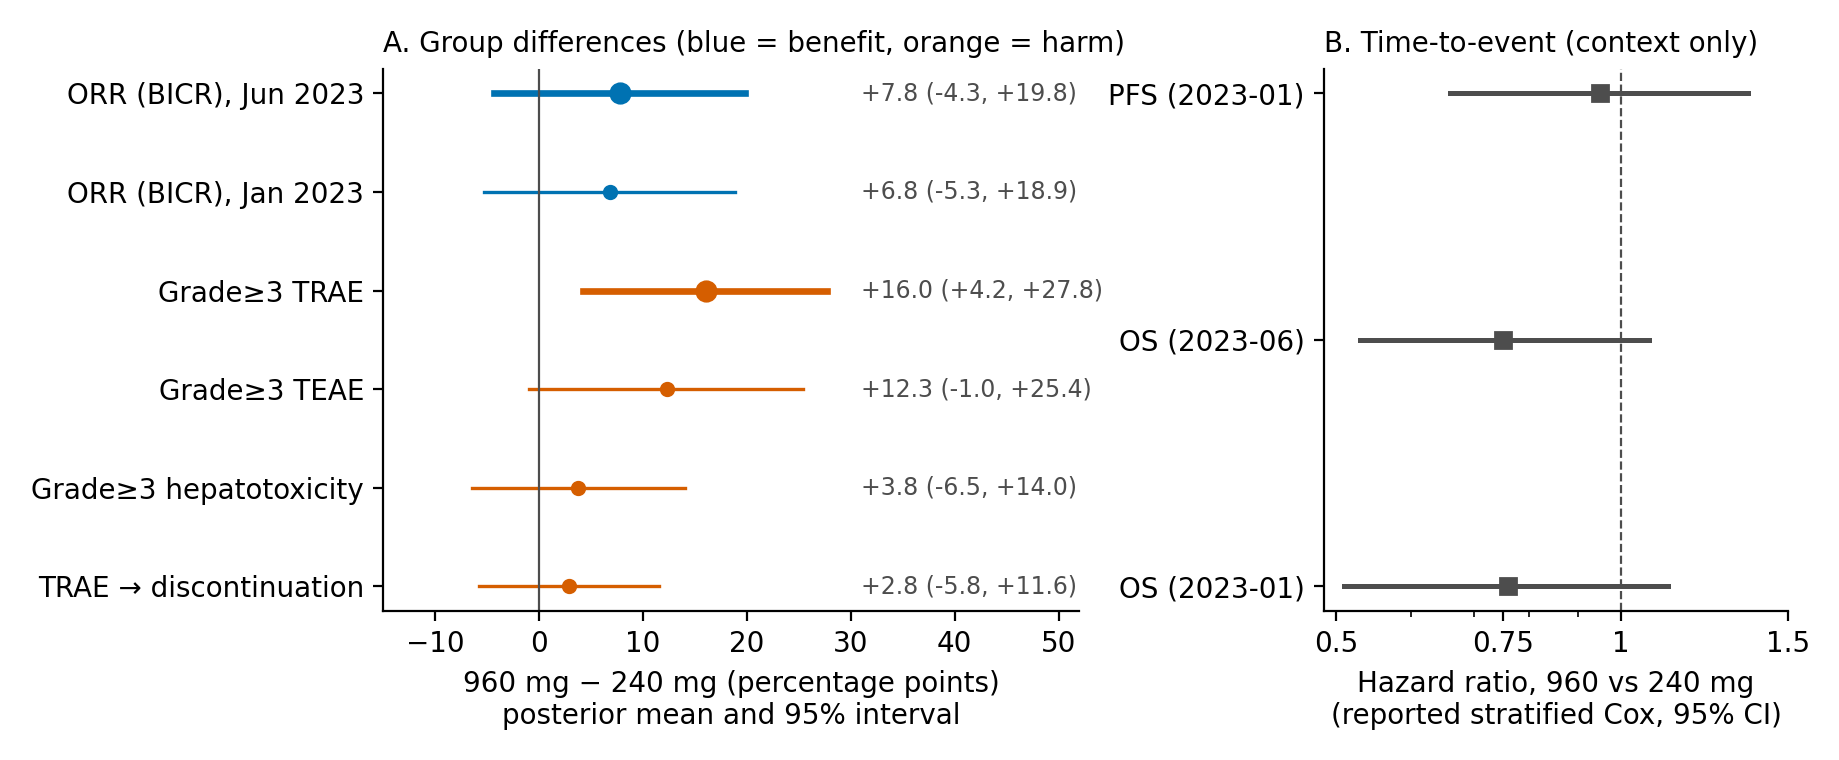 A. Group differences (blue = benefit, orange = harm)
ORR (BICR), Jun 2023
+7.8 (-4.3, +19.8)
ORR (BICR), Jan 2023
+6.8 (-5.3, +18.9)
Grade≥3 TRAE
+16.0 (+4.2, +27.8)
Grade≥3 TEAE
+12.3 (-1.0, +25.4)
Grade≥3 hepatotoxicity
+3.8 (-6.5, +14.0)
TRAE → discontinuation
+2.8 (-5.8, +11.6)
−10 0 10 20 30 40 50
960 mg − 240 mg (percentage points)
posterior mean and 95% interval
B. Time-to-event (context only)
PFS (2023-01)
OS (2023-06)
OS (2023-01)
0.5 0.75 1 1.5
Hazard ratio, 960 vs 240 mg
(reported stratified Cox, 95% CI)